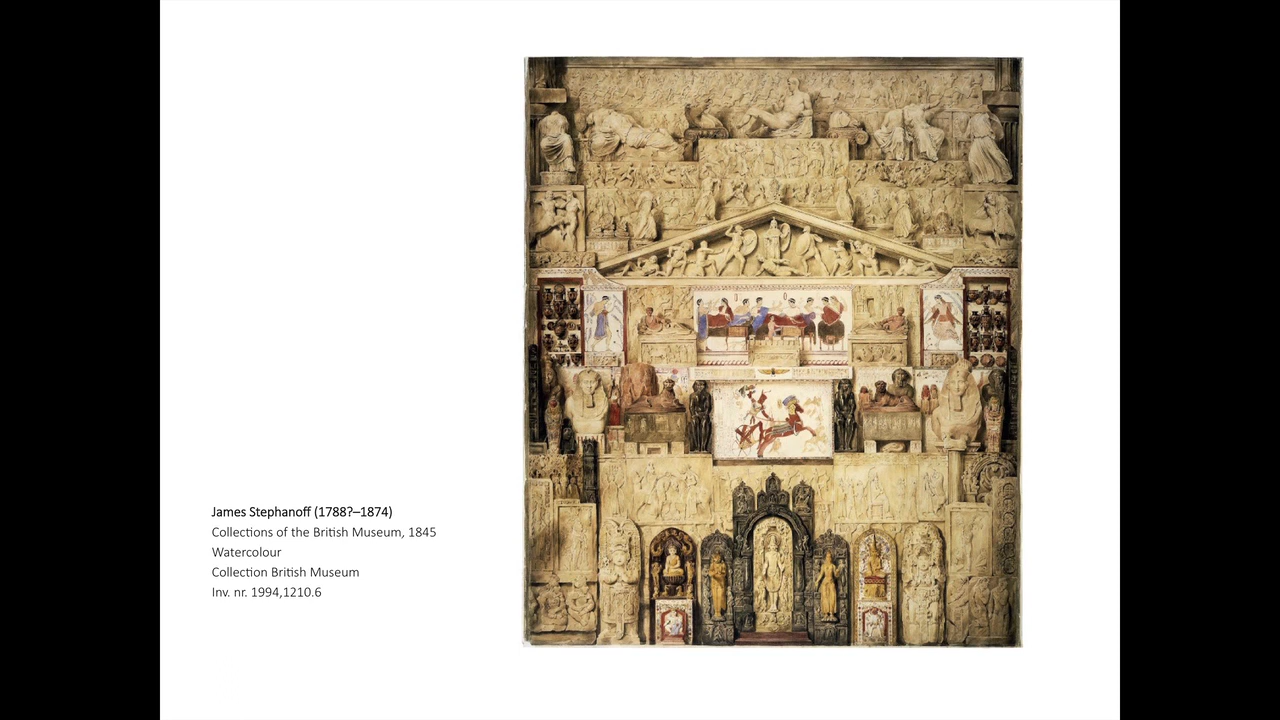 James Stephanoff (1788?–1874)
Collections of the British Museum, 1845
Watercolour
Collection British Museum
Inv. nr. 1994,1210.6